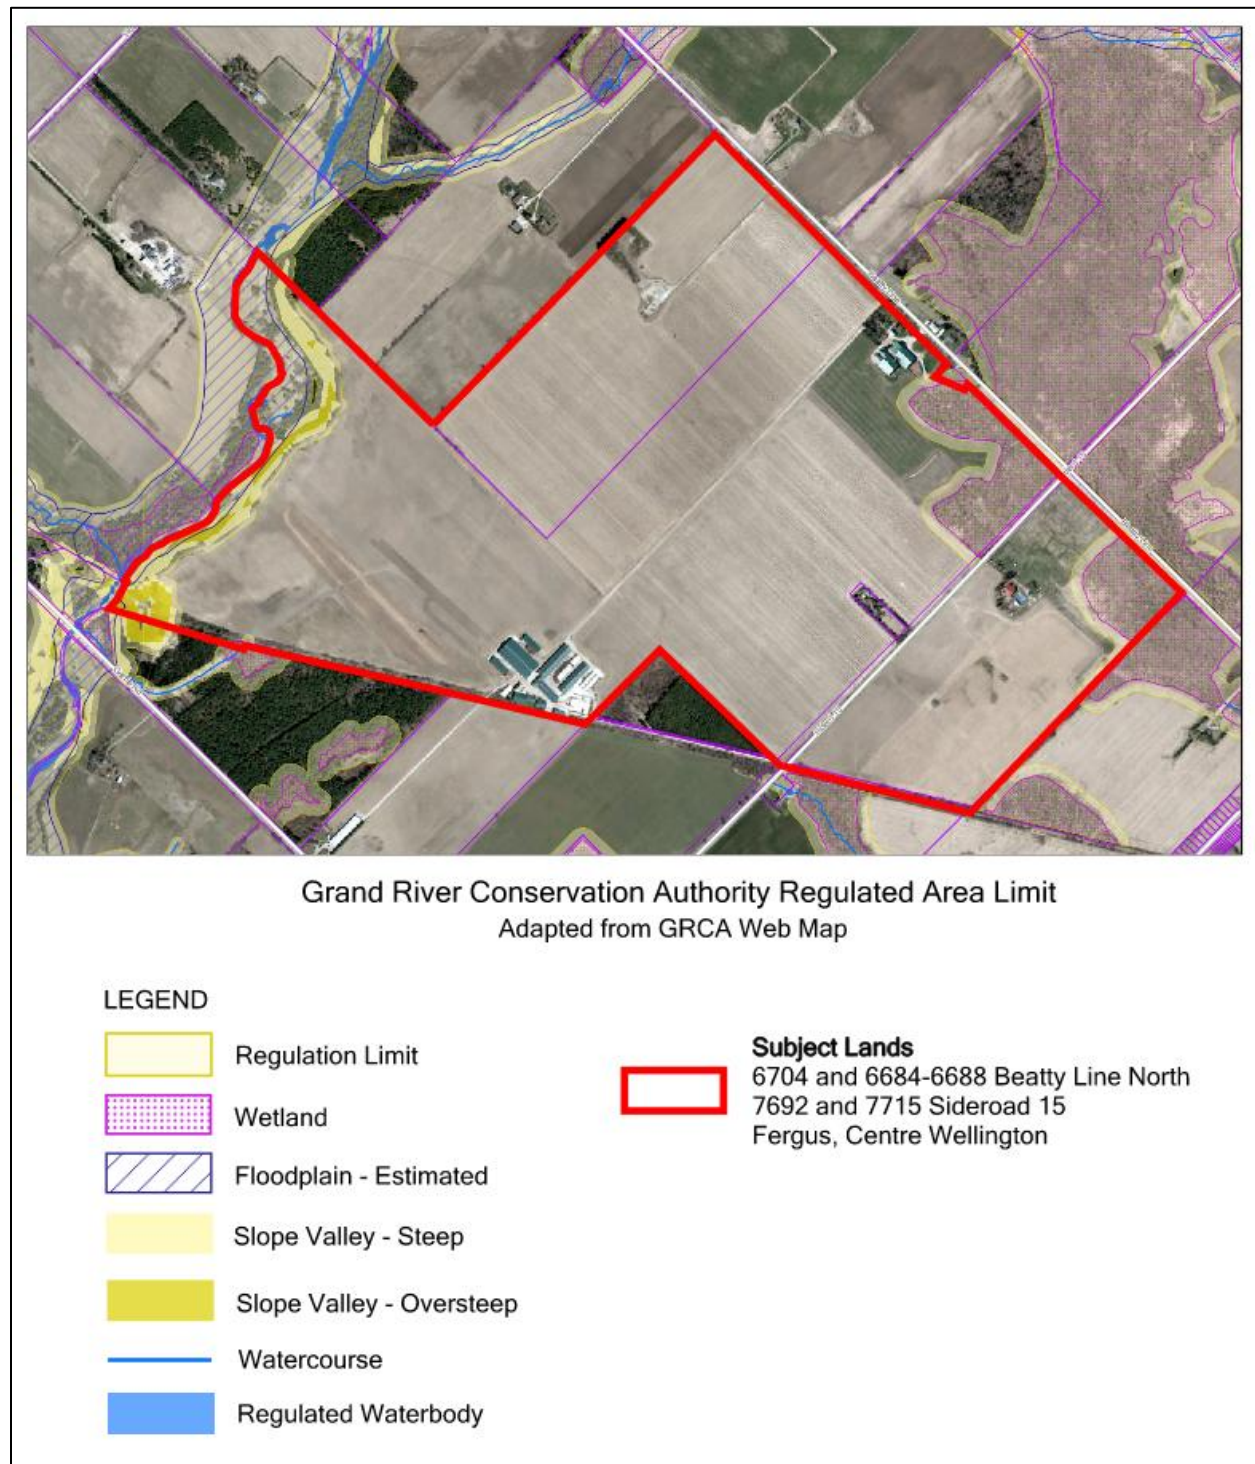 Grand River Conservation Authority Regulated Area Limit
Adapted from GRCA Web Map
LEGEND
Regulation Limit
Wetland
Floodplain - Estimated
Slope Valley - Steep
Slope Valley - Oversteep
Watercourse
Regulated Waterbody
Subject Lands
6704 and 6684-6688 Beatty Line North
7692 and 7715 Sideroad 15
Fergus, Centre Wellington